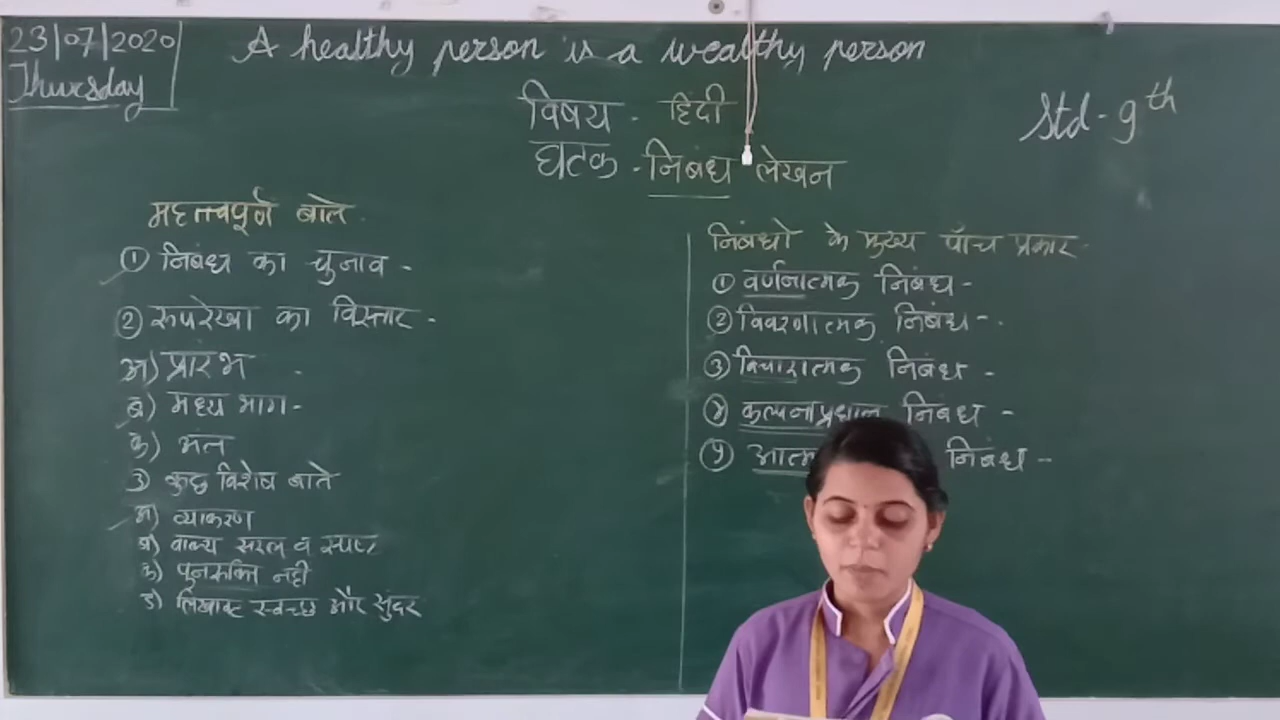 23/07/2020
Thursday
A healthy person is a wealthy person
Std - 9th
विषय - हिंदी
घटक - निबंध लेखन
महत्त्वपूर्ण बाते
① निबंध का चुनाव -
② रुपरेखा का विस्तार -
अ) प्रारंभ -
ब) मध्य भाग -
क) अंत
3) कुछ विशेष बाते
अ) व्याकरण
ब) वाक्य सरल व स्पष्ट
क) पुनरुक्ति नही
ड) लिखावट स्वच्छ और सुंदर
निबंधो के मुख्य पाँच प्रकार -
① वर्णनात्मक निबंध -
② विवरणात्मक निबंध -
③ विचारात्मक निबंध -
④ कल्पनाप्रधान निबंध -
⑤ आत्म निबंध -